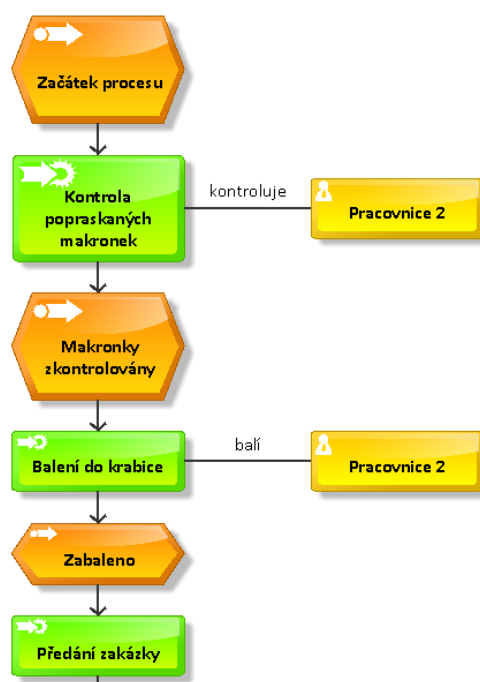 Začátek procesu
Kontrola
popraskaných
makronek
kontroluje
Pracovnice 2
Makronky
zkontrolovány
Balení do krabice
balí
Pracovnice 2
Zabaleno
Předání zakázky